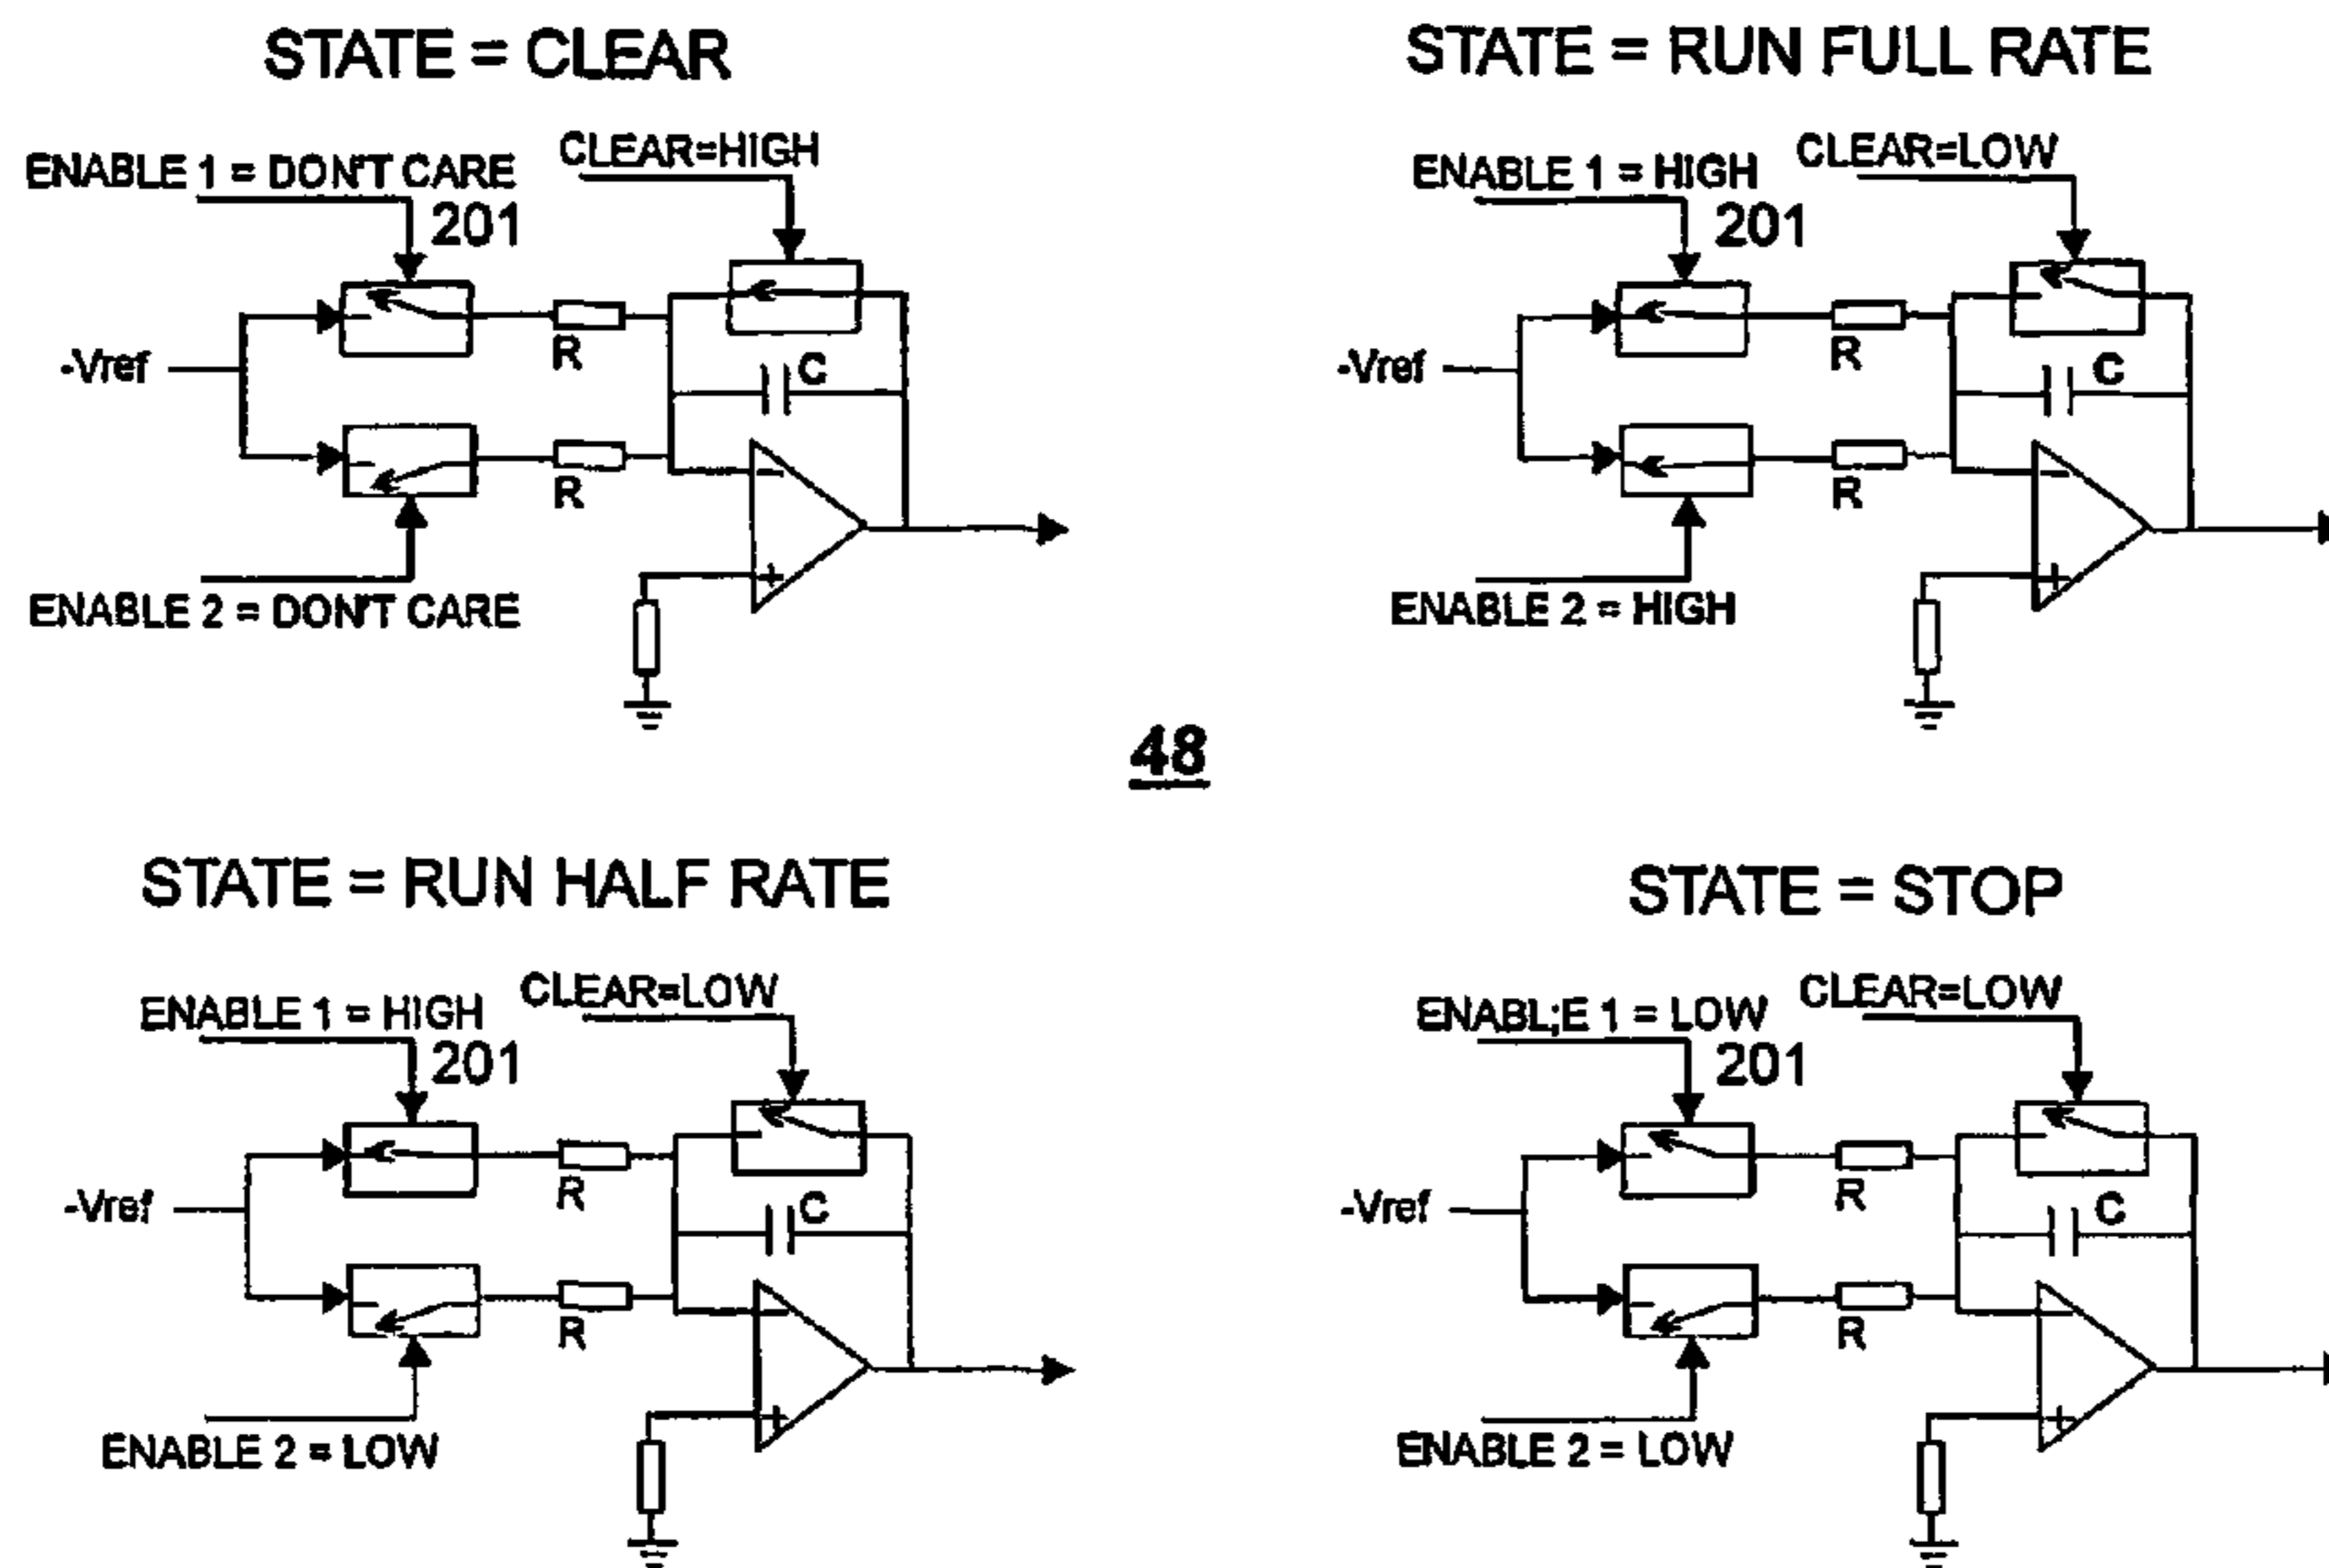 STATE = CLEAR
ENABLE 1 = DON'T CARE
CLEAR=HIGH
201
-Vref
R
C
R
-
+
ENABLE 2 = DON'T CARE
STATE = RUN FULL RATE
ENABLE 1 = HIGH
CLEAR=LOW
201
-Vref
R
C
R
-
+
ENABLE 2 = HIGH
48
STATE = RUN HALF RATE
ENABLE 1 = HIGH
CLEAR=LOW
201
-Vref
R
C
R
-
+
ENABLE 2 = LOW
STATE = STOP
ENABL;E 1 = LOW
CLEAR=LOW
201
-Vref
R
C
R
-
+
ENABLE 2 = LOW